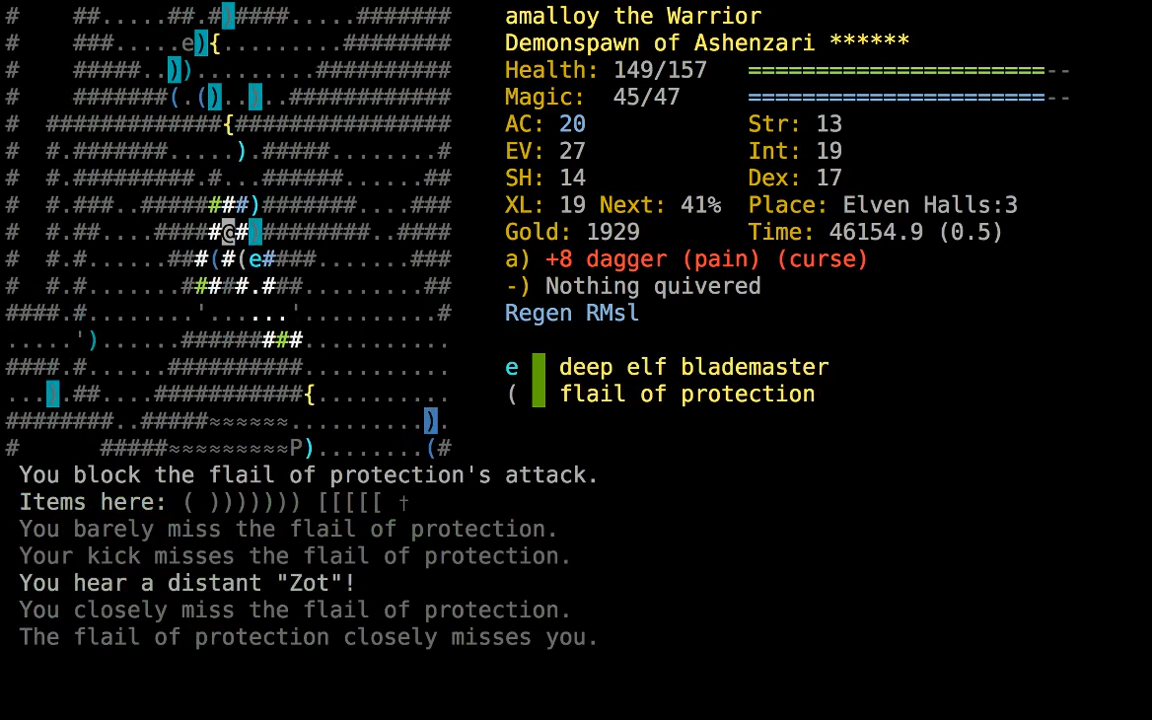 #    ##.....##.#)####.....#######   amalloy the Warrior
#    ###.....e){.........########   Demonspawn of Ashenzari ******
#    #####..)).........##########   Health: 149/157   ======================--
#    #######(.()..)..############   Magic:  45/47     ======================--
#  #############{################   AC: 20            Str: 13
#  #.#######.....).#####........#   EV: 27            Int: 19
#  #.#########.#...######......##   SH: 14            Dex: 17
#  #.###..#######)#######...####   XL: 19 Next: 41%  Place: Elven Halls:3
#  #.##....#####@#)########..####   Gold: 1929        Time: 46154.9 (0.5)
#  #.#......###(#(e#####.......##   a) +8 dagger (pain) (curse)
#  #.#........#####.##.........##   -) Nothing quivered
####.#........'......'.........#   Regen RMsl
.....')......#########.........
####.#......##########..........   e   deep elf blademaster
...).##....###########{.........   (   flail of protection
########..#####≈≈≈≈≈≈.........).
#      #####≈≈≈≈≈≈≈≈≈P)........(#
You block the flail of protection's attack.
Items here: ( ))))))) [[[[[ †
You barely miss the flail of protection.
Your kick misses the flail of protection.
You hear a distant "Zot"!
You closely miss the flail of protection.
The flail of protection closely misses you.